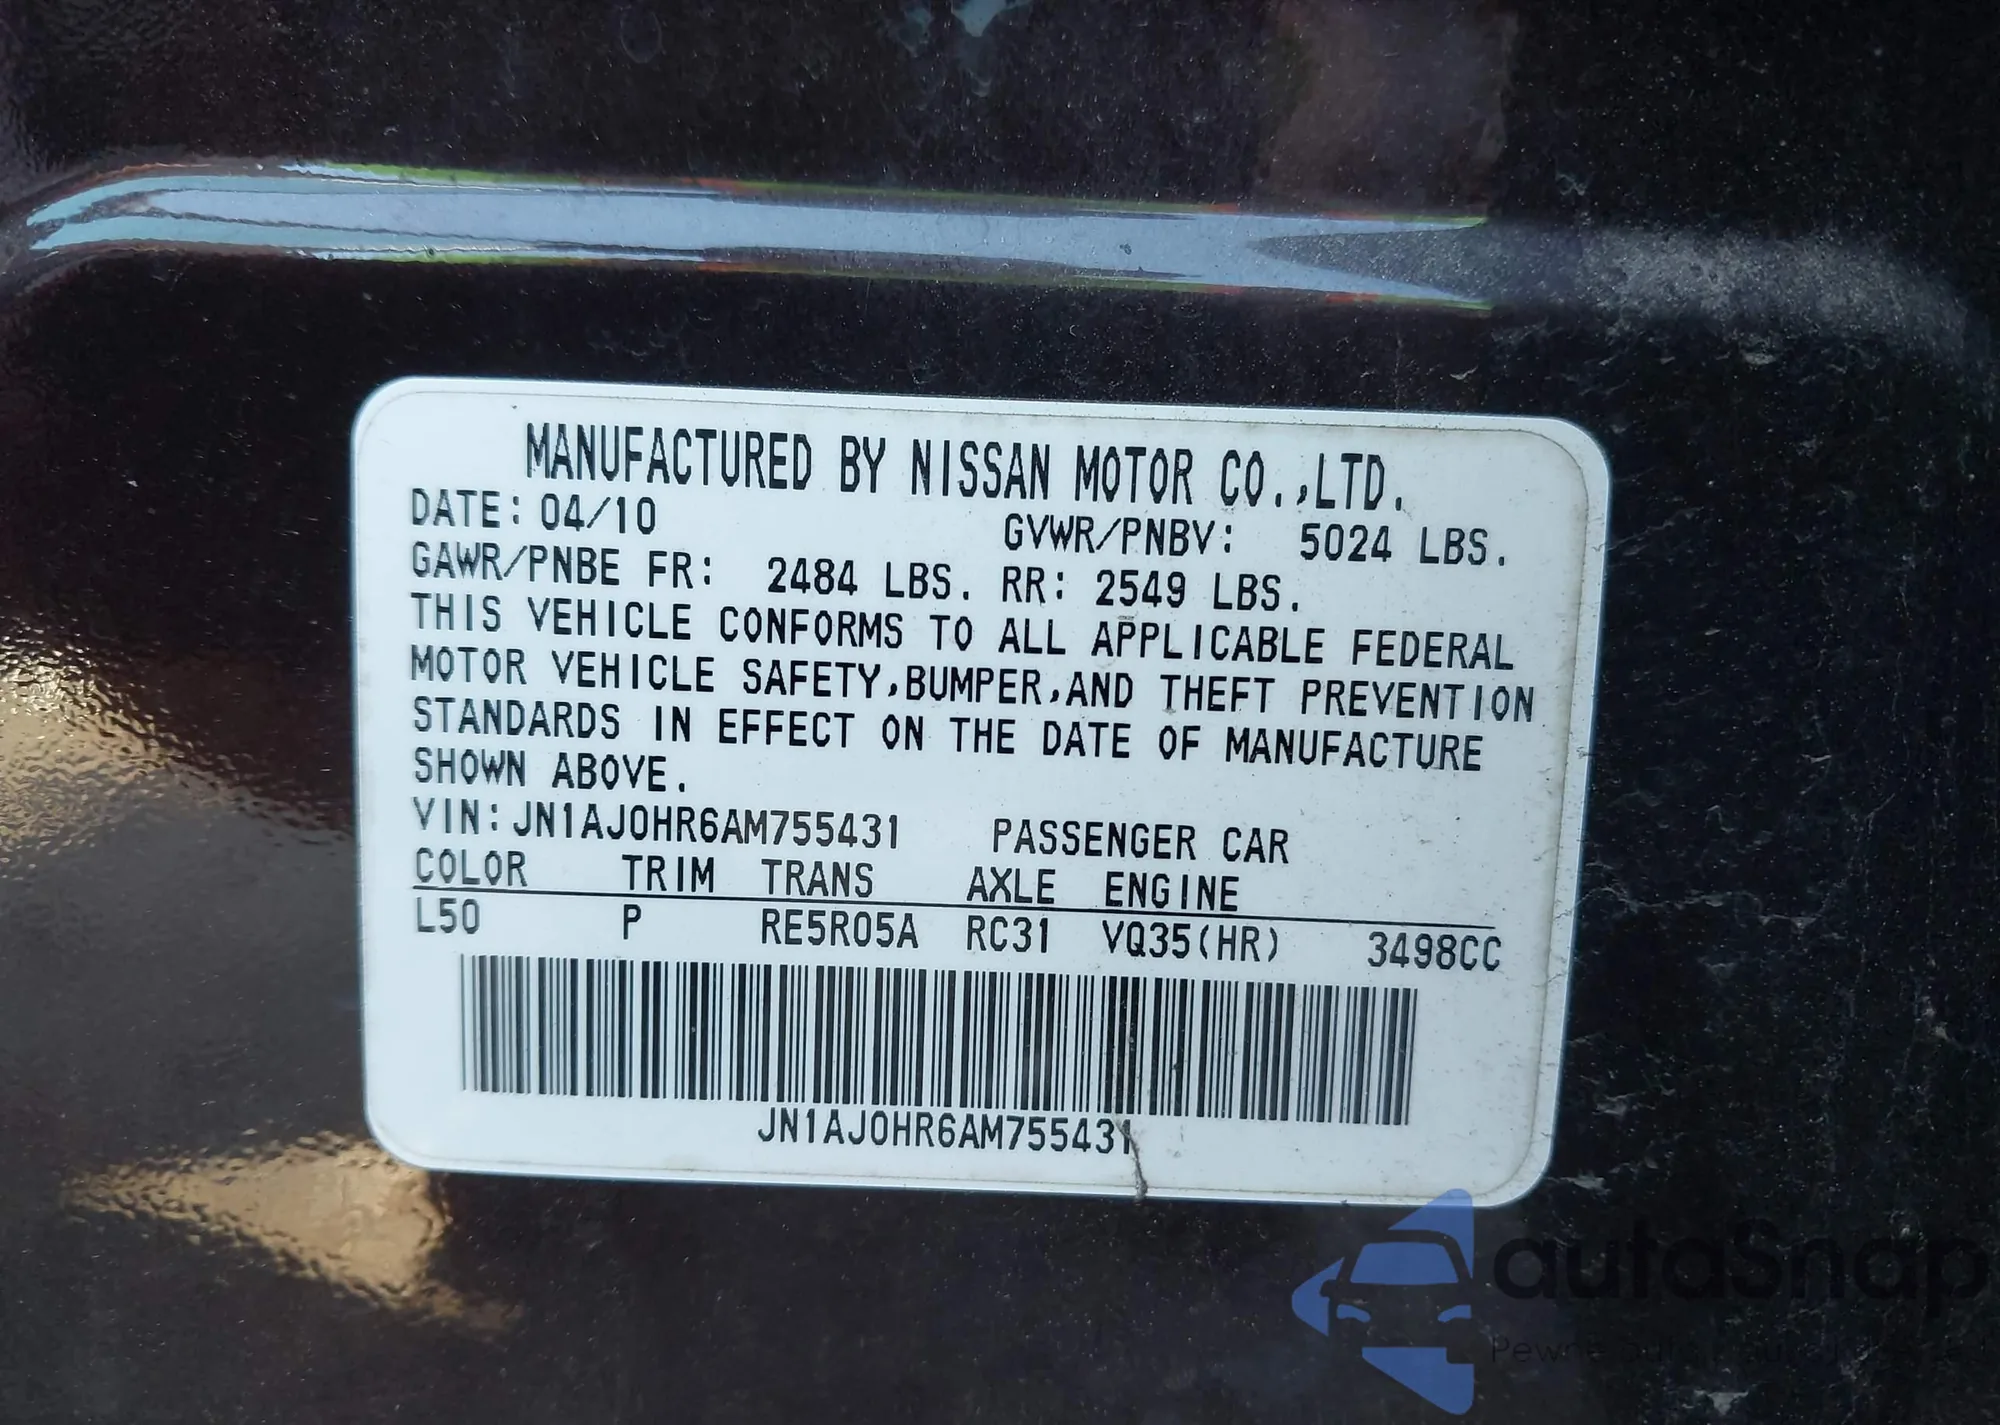 MANUFACTURED BY NISSAN MOTOR CO.,LTD.
DATE: 04/10 GVWR/PNBV: 5024 LBS.
GAWR/PNBE FR: 2484 LBS. RR: 2549 LBS.
THIS VEHICLE CONFORMS TO ALL APPLICABLE FEDERAL
MOTOR VEHICLE SAFETY,BUMPER,AND THEFT PREVENTION
STANDARDS IN EFFECT ON THE DATE OF MANUFACTURE
SHOWN ABOVE.
VIN:JN1AJ0HR6AM755431 PASSENGER CAR
COLOR TRIM TRANS AXLE ENGINE
L50 P RE5R05A RC31 VQ35(HR) 3498CC
JN1AJ0HR6AM755431
autoSnap